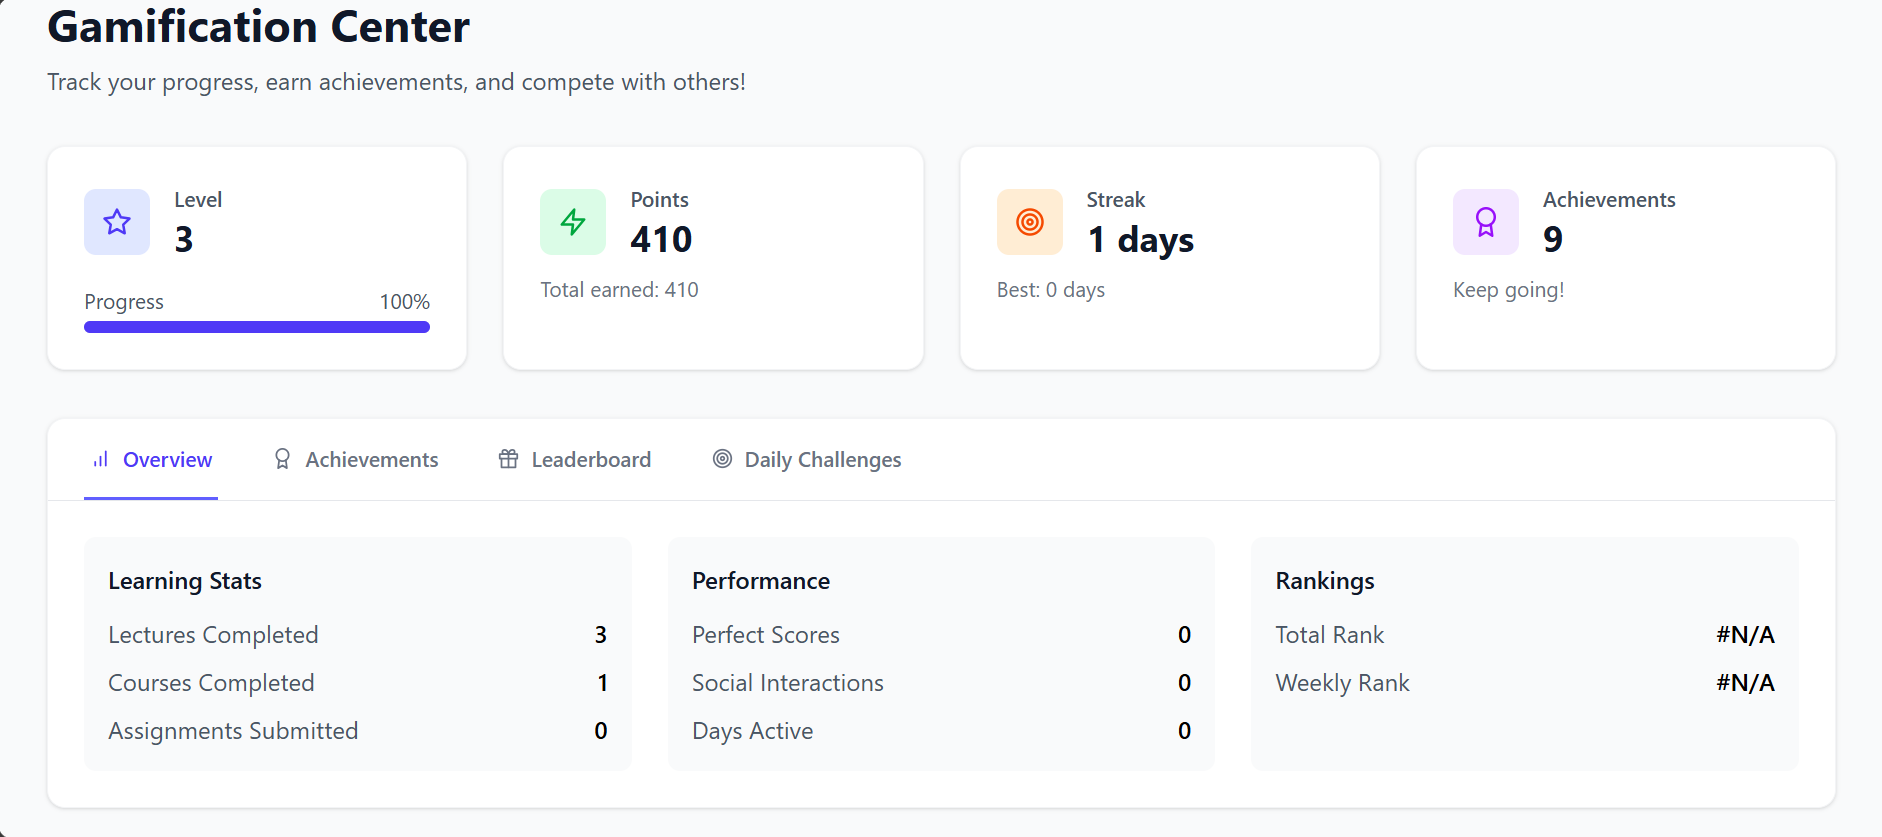 Gamification Center
Track your progress, earn achievements, and compete with others!
Level
3
Progress 100%
Points
410
Total earned: 410
Streak
1 days
Best: 0 days
Achievements
9
Keep going!
Overview Achievements Leaderboard Daily Challenges
Learning Stats
Lectures Completed 3
Courses Completed 1
Assignments Submitted 0
Performance
Perfect Scores 0
Social Interactions 0
Days Active 0
Rankings
Total Rank #N/A
Weekly Rank #N/A